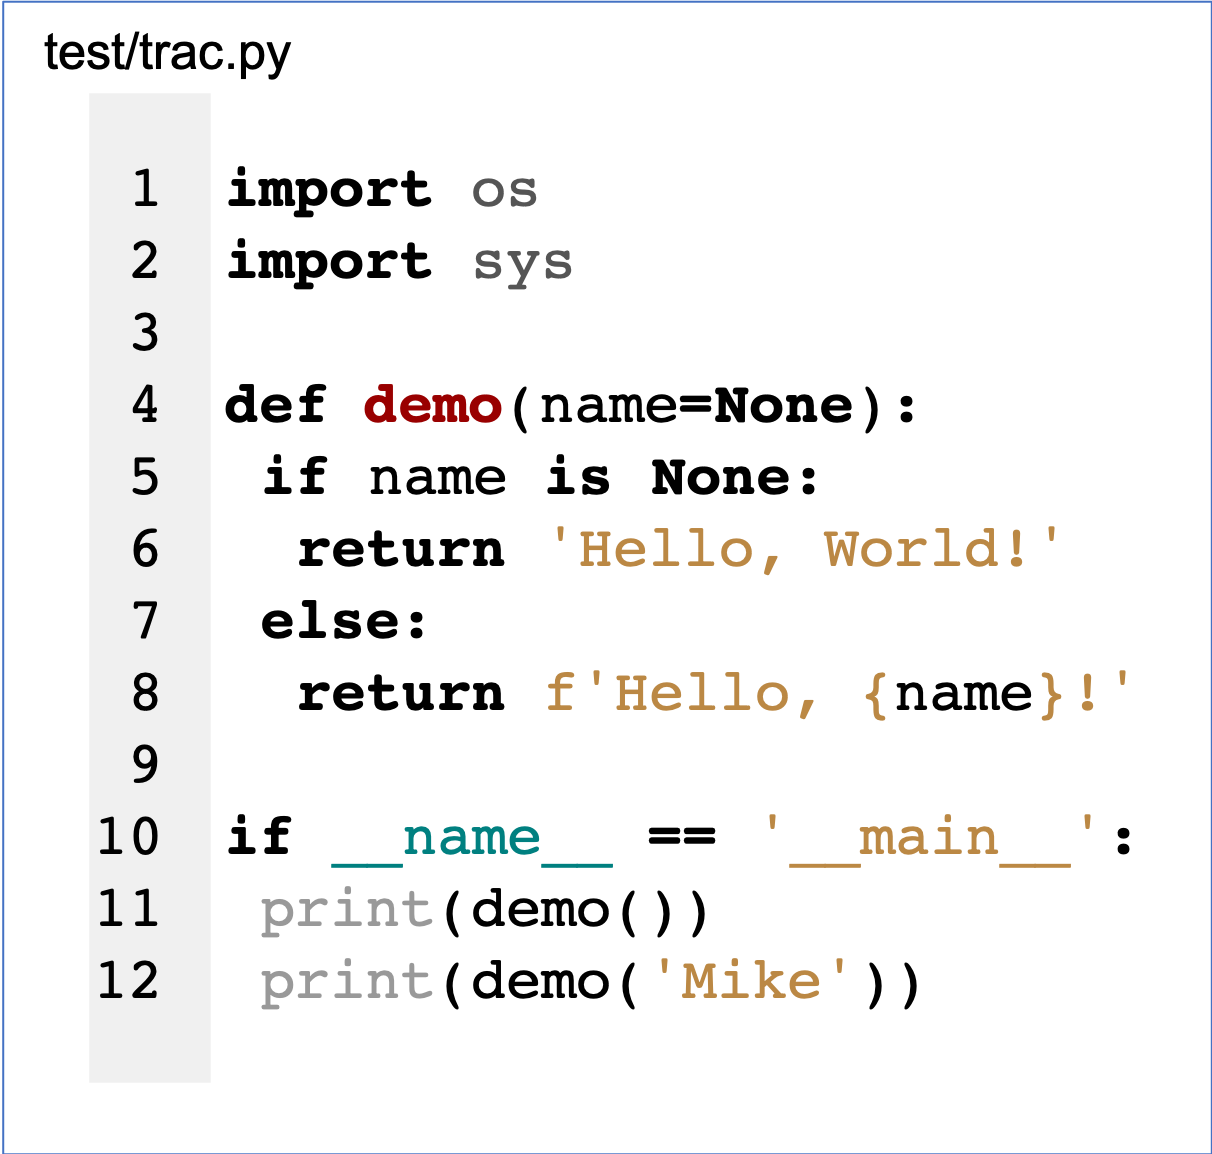 test/trac.py
1 import os
2 import sys
3
4 def demo(name=None):
5  if name is None:
6   return 'Hello, World!'
7  else:
8   return f'Hello, {name}!'
9
10 if __name__ == '__main__':
11  print(demo())
12  print(demo('Mike'))